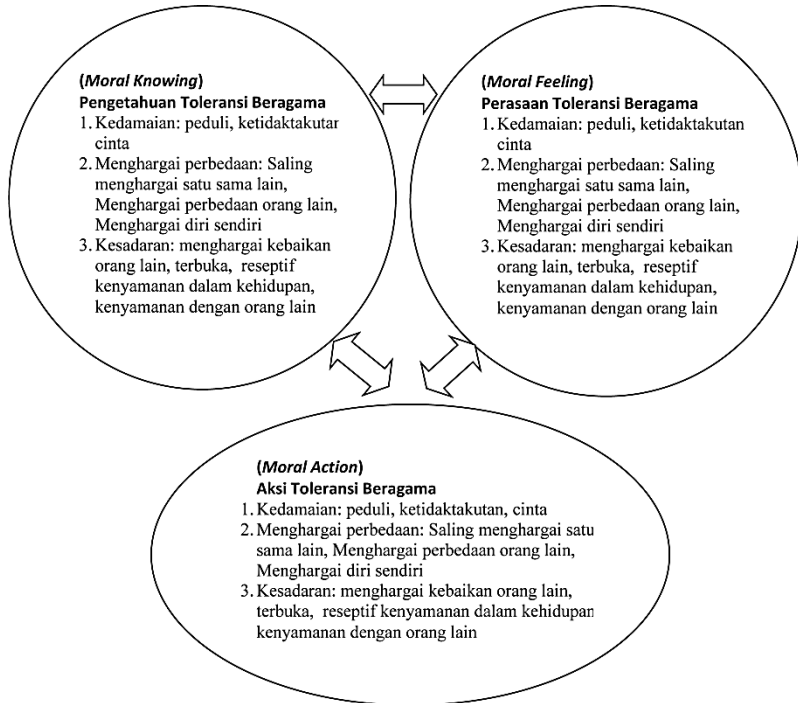 (Moral Knowing)
Pengetahuan Toleransi Beragama
1. Kedamaian: peduli, ketidaktakutan
cinta
2. Menghargai perbedaan: Saling
menghargai satu sama lain,
Menghargai perbedaan orang lain,
Menghargai diri sendiri
3. Kesadaran: menghargai kebaikan
orang lain, terbuka, reseptif
kenyamanan dalam kehidupan,
kenyamanan dengan orang lain
(Moral Feeling)
Perasaan Toleransi Beragama
1. Kedamaian: peduli, ketidaktakutan
cinta
2. Menghargai perbedaan: Saling
menghargai satu sama lain,
Menghargai perbedaan orang lain,
Menghargai diri sendiri
3. Kesadaran: menghargai kebaikan
orang lain, terbuka, reseptif
kenyamanan dalam kehidupan,
kenyamanan dengan orang lain
(Moral Action)
Aksi Toleransi Beragama
1. Kedamaian: peduli, ketidaktakutan, cinta
2. Menghargai perbedaan: Saling menghargai satu
sama lain, Menghargai perbedaan orang lain,
Menghargai diri sendiri
3. Kesadaran: menghargai kebaikan orang lain,
terbuka, reseptif kenyamanan dalam kehidupan
kenyamanan dengan orang lain